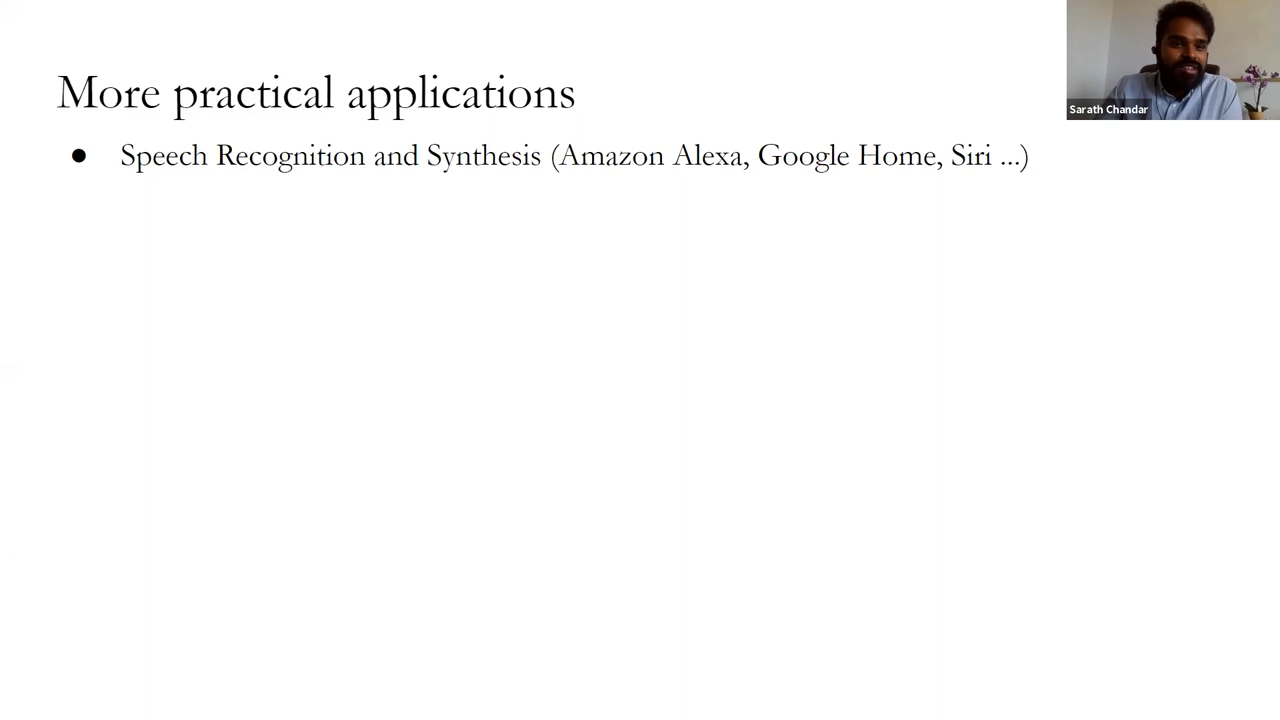 More practical applications
● Speech Recognition and Synthesis (Amazon Alexa, Google Home, Siri ...)
Sarath Chandar